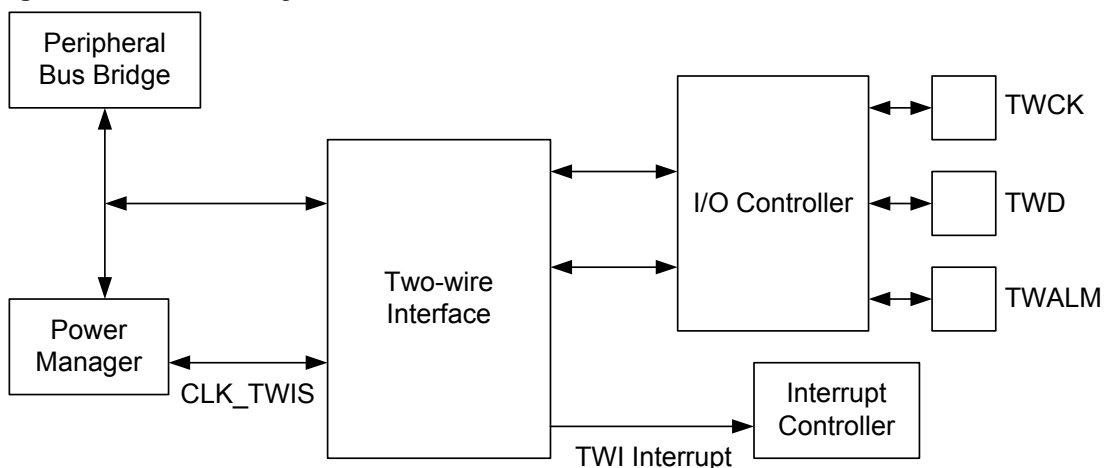 Peripheral
Bus Bridge
TWCK
I/O Controller
TWD
Two-wire
Interface
TWALM
Power
Manager
CLK_TWIS
Interrupt
Controller
TWI Interrupt